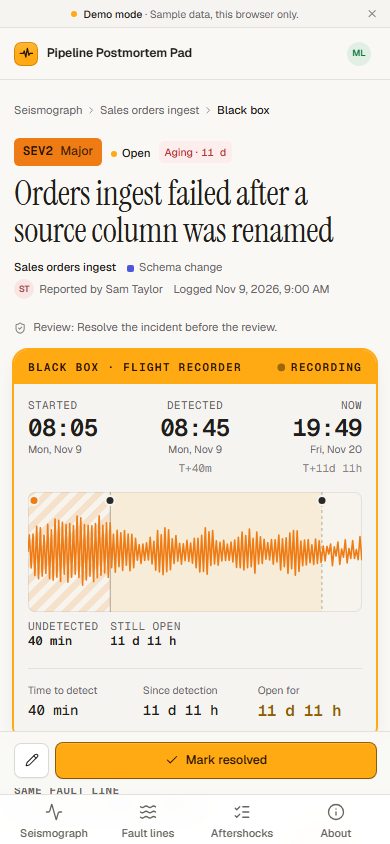 Demo mode · Sample data, this browser only.
Pipeline Postmortem Pad
ML
Seismograph › Sales orders ingest › Black box
SEV2 Major
Open
Aging · 11 d
Orders ingest failed after a
source column was renamed
Sales orders ingest
Schema change
ST Reported by Sam Taylor Logged Nov 9, 2026, 9:00 AM
Review: Resolve the incident before the review.
BLACK BOX · FLIGHT RECORDER
RECORDING
STARTED DETECTED NOW
08:05 08:45 19:49
Mon, Nov 9 Mon, Nov 9 Fri, Nov 20
T+40m T+11d 11h
UNDETECTED STILL OPEN
40 min 11 d 11 h
Time to detect Since detection Open for
40 min 11 d 11 h 11 d 11 h
Mark resolved
SAME FAULT LINE
Seismograph Fault lines Aftershocks About